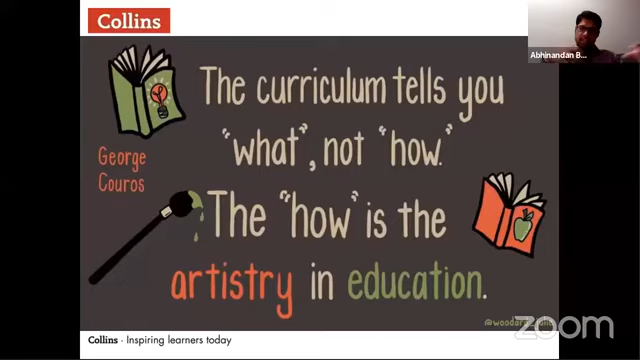 Collins
Abhinandan B...
The curriculum tells you
"what", not "how."
George
Couros
The "how" is the
artistry in education.
zoom
Collins · Inspiring learners today